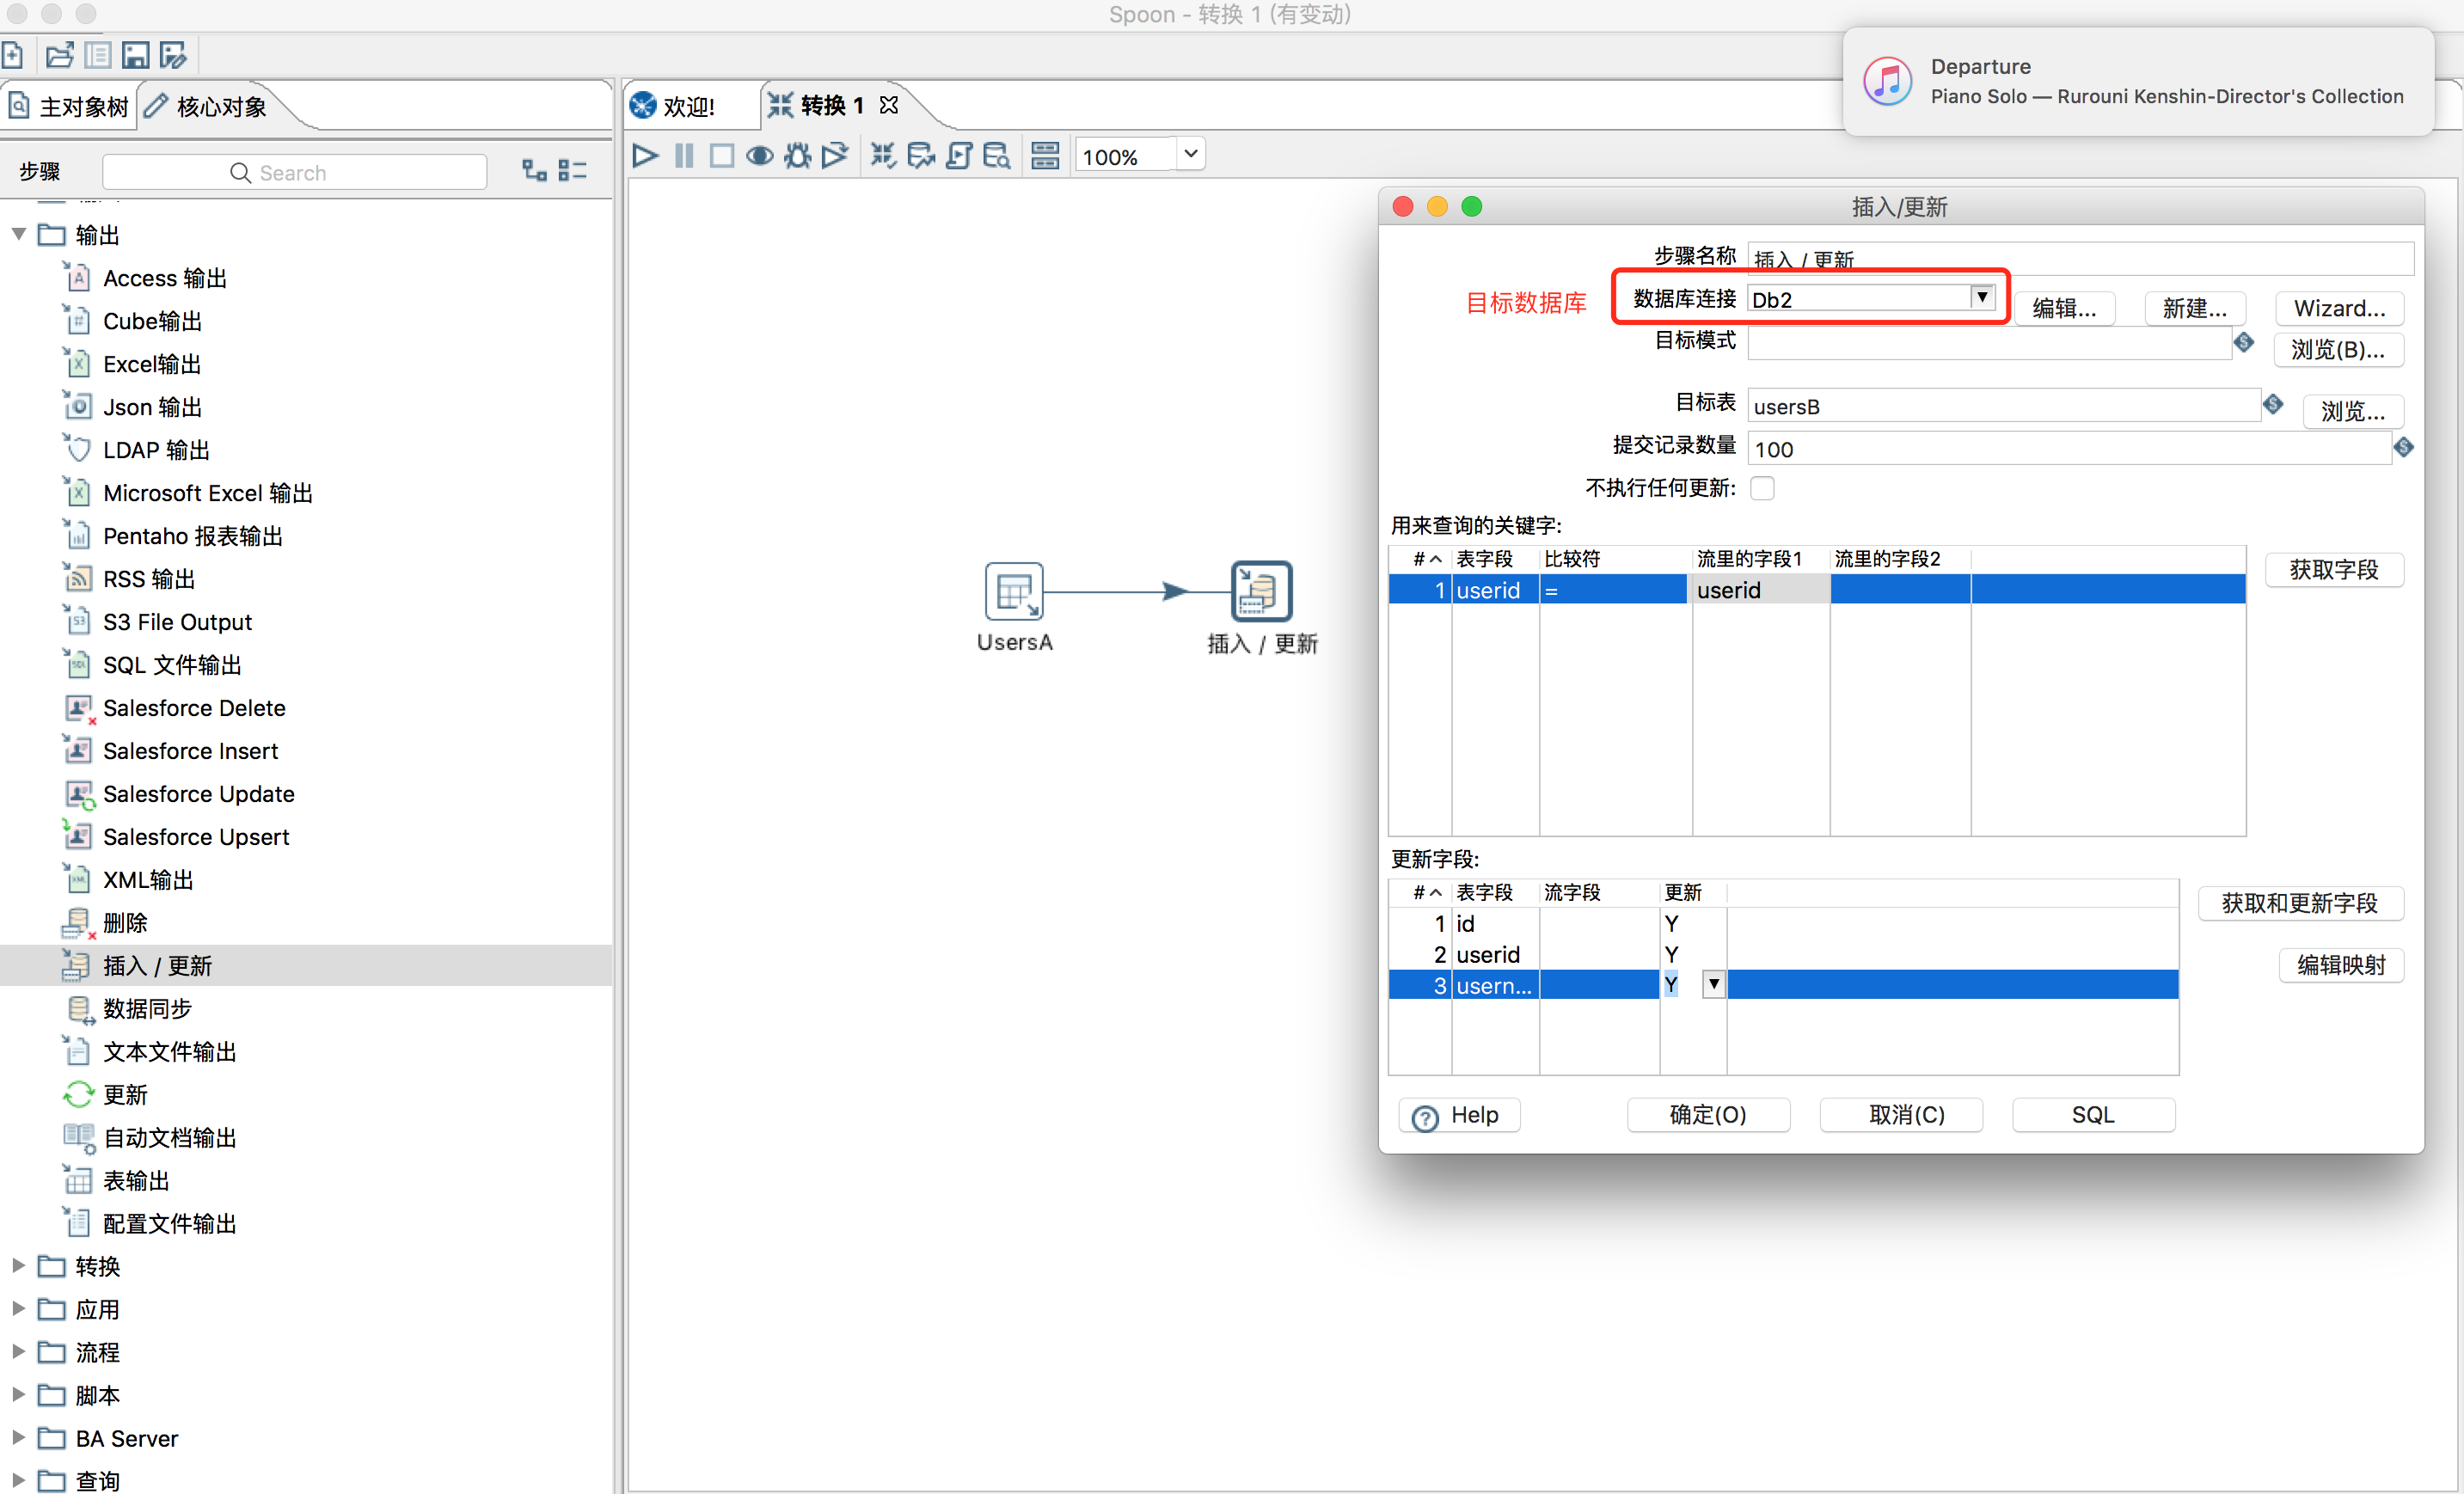 Spoon - 转换 1 (有变动)
Departure
Piano Solo — Rurouni Kenshin-Director's Collection
主对象树
核心对象
欢迎!
转换 1
步骤
Search
100%
输出
Access 输出
Cube输出
Excel输出
Json 输出
LDAP 输出
Microsoft Excel 输出
Pentaho 报表输出
RSS 输出
S3 File Output
SQL 文件输出
Salesforce Delete
Salesforce Insert
Salesforce Update
Salesforce Upsert
XML输出
删除
插入 / 更新
数据同步
文本文件输出
更新
自动文档输出
表输出
配置文件输出
转换
应用
流程
脚本
BA Server
查询
UsersA
插入 / 更新
插入/更新
步骤名称 插入 / 更新
目标数据库
数据库连接 Db2 编辑... 新建... Wizard...
目标模式 浏览(B)...
目标表 usersB 浏览...
提交记录数量 100
不执行任何更新:
用来查询的关键字:
# 表字段 比较符 流里的字段1 流里的字段2
1 userid = userid
获取字段
更新字段:
# 表字段 流字段 更新
1 id Y
2 userid Y
3 usern... Y
获取和更新字段
编辑映射
Help 确定(O) 取消(C) SQL